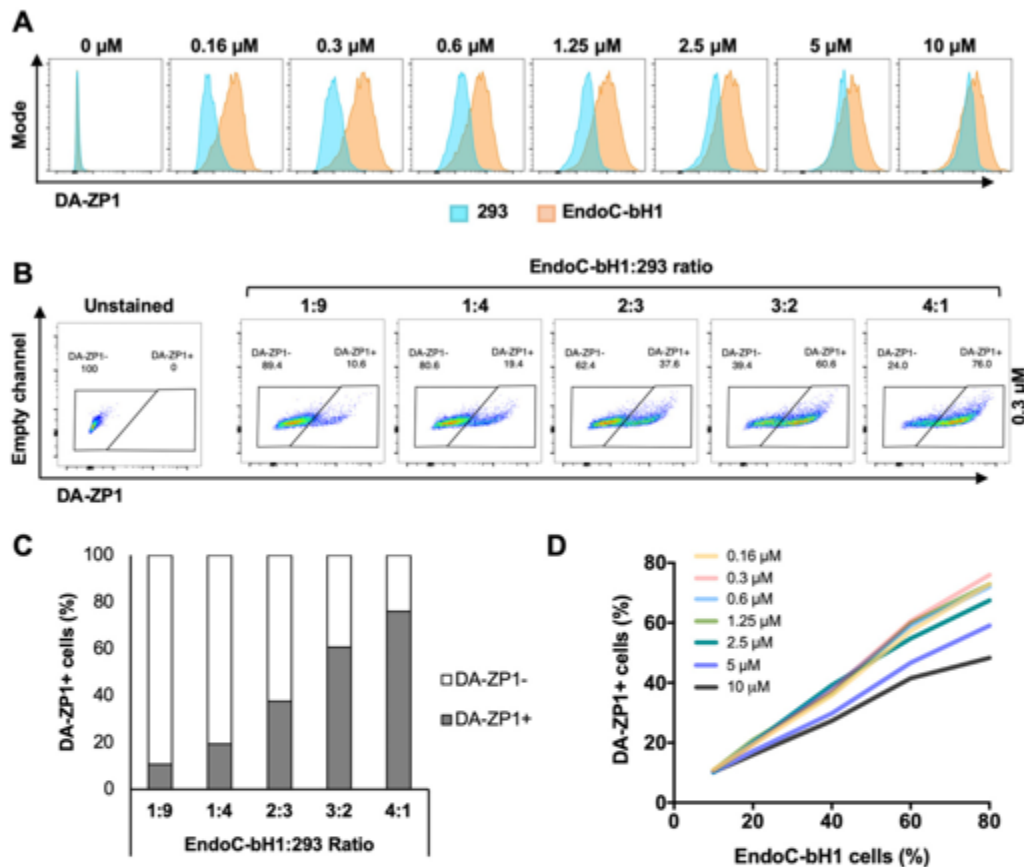 A
0 µM 0.16 µM 0.3 µM 0.6 µM 1.25 µM 2.5 µM 5 µM 10 µM
Mode
DA-ZP1
293 EndoC-bH1
B
EndoC-bH1:293 ratio
Unstained 1:9 1:4 2:3 3:2 4:1
DA-ZP1- DA-ZP1+ DA-ZP1- DA-ZP1+ DA-ZP1- DA-ZP1+ DA-ZP1- DA-ZP1+ DA-ZP1- DA-ZP1+ DA-ZP1- DA-ZP1+
100 0 89.4 10.6 80.6 19.4 62.4 37.6 39.4 60.6 24.0 76.0
Empty channel
0.3 µM
DA-ZP1
C
DA-ZP1+ cells (%)
100
80
60
40
20
0
1:9 1:4 2:3 3:2 4:1
EndoC-bH1:293 Ratio
DA-ZP1-
DA-ZP1+
D
DA-ZP1+ cells (%)
80
60
40
20
0
0 20 40 60 80
EndoC-bH1 cells (%)
0.16 µM
0.3 µM
0.6 µM
1.25 µM
2.5 µM
5 µM
10 µM